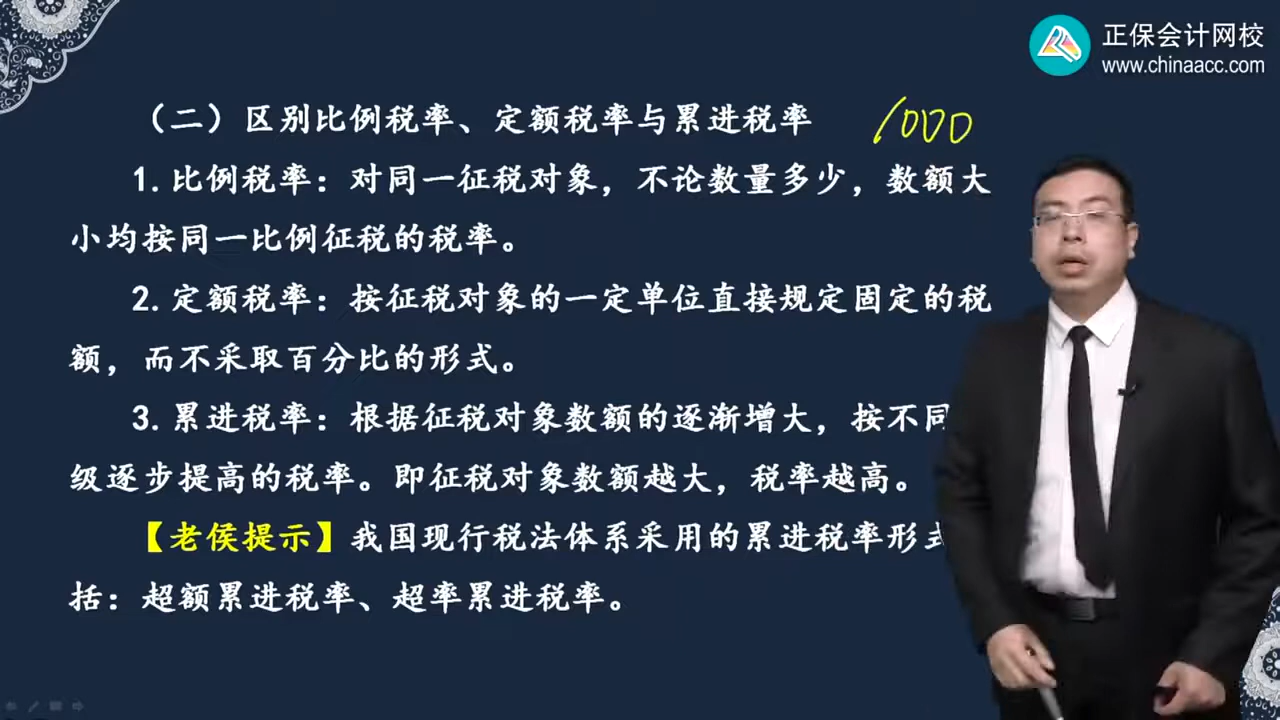 正保会计网校
www.chinaacc.com
（二）区别比例税率、定额税率与累进税率
1000
1.比例税率：对同一征税对象，不论数量多少，数额大
小均按同一比例征税的税率。
2.定额税率：按征税对象的一定单位直接规定固定的税
额，而不采取百分比的形式。
3.累进税率：根据征税对象数额的逐渐增大，按不同
级逐步提高的税率。即征税对象数额越大，税率越高。
【老侯提示】我国现行税法体系采用的累进税率形式
括：超额累进税率、超率累进税率。